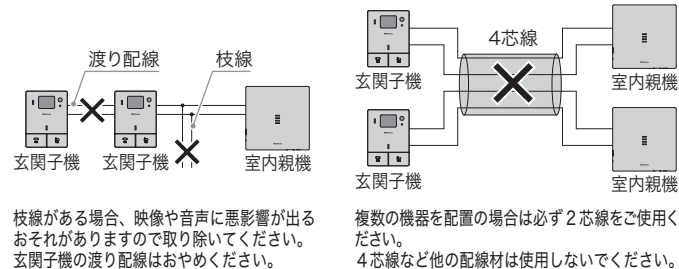 渡り配線
枝線
玄関子機
玄関子機
室内親機
枝線がある場合、映像や音声に悪影響が出る
おそれがありますので取り除いてください。
玄関子機の渡り配線はおやめください。
4芯線
玄関子機
室内親機
玄関子機
室内親機
複数の機器を配置の場合は必ず２芯線をご使用く
ださい。
４芯線など他の配線材は使用しないでください。